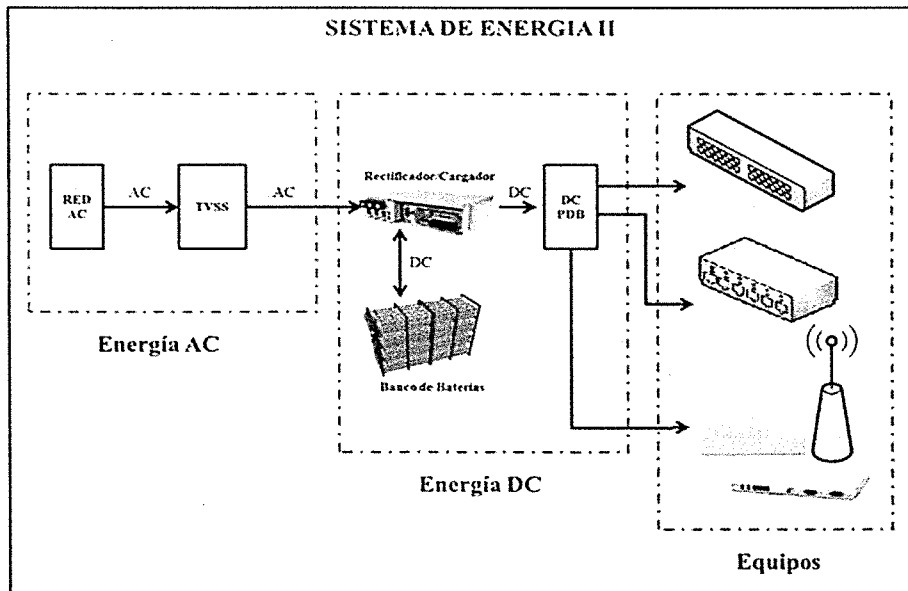 SISTEMA DE ENERGIA II
RED
AC
AC
TVSS
AC
Rectificador/Cargador
DC
DC
PDB
DC
Banco de Baterías
Energía AC
Energía DC
Equipos